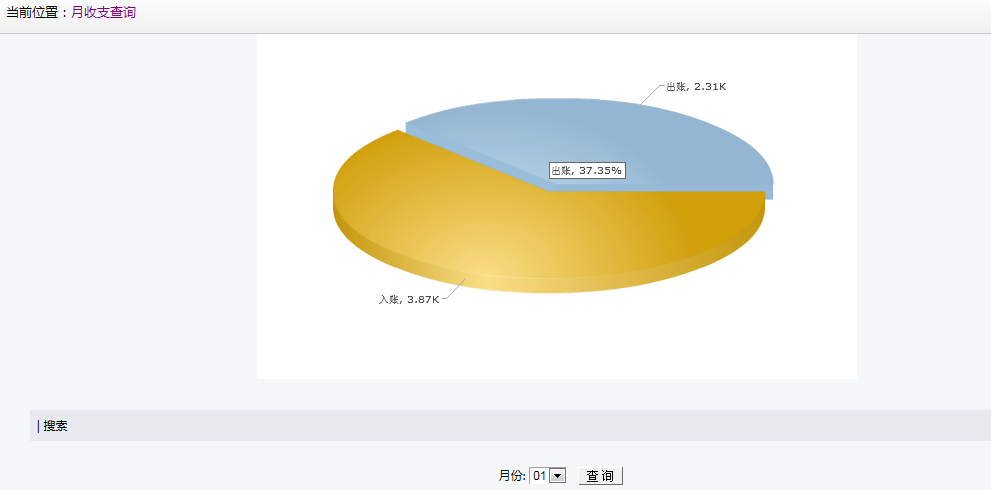 当前位置：月收支查询
出账, 2.31K
出账, 37.35%
入账, 3.87K
| 搜索
月份: 01 查 询